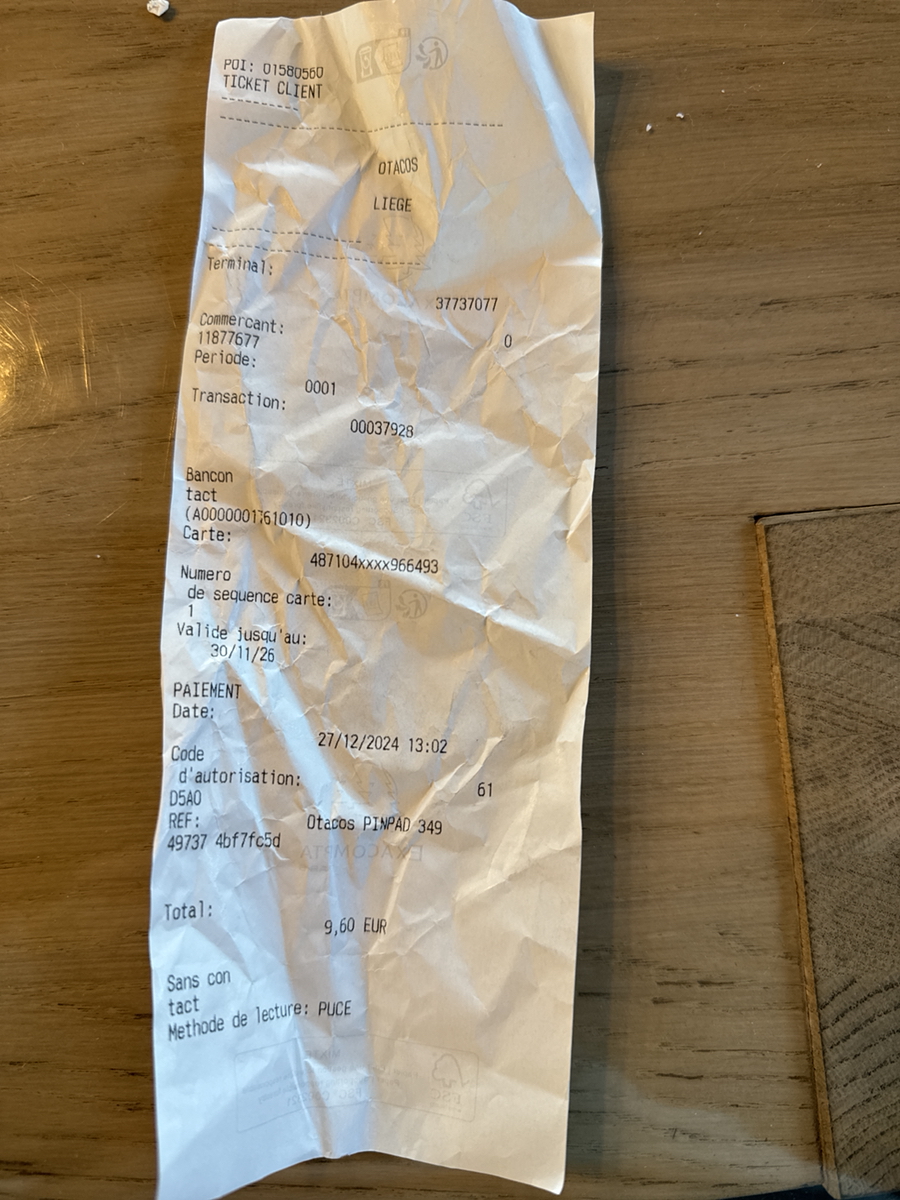 POI: 01580560
TICKET CLIENT
----------
----------------------------------------
OTACOS
LIEGE
---------------------
------------------------------
Terminal:
37737077
Commercant: 0
11877677
Periode:
0001
Transaction:
00037928
Bancon
tact
(A0000001761010)
Carte:
487104xxxx966493
Numero
de sequence carte:
1
Valide jusqu'au:
30/11/26
PAIEMENT
Date:
27/12/2024 13:02
Code
d'autorisation: 61
D5A0
REF: Otacos PINPAD 349
49737 4bf7fc5d
EXACOMPTA
Total:
9,60 EUR
Sans con
tact
Methode de lecture: PUCE